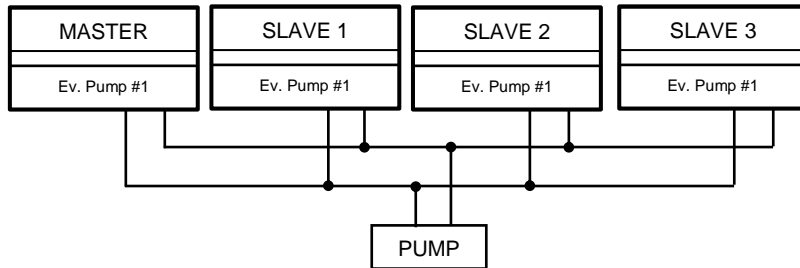 MASTER
SLAVE 1
SLAVE 2
SLAVE 3
Ev. Pump #1
Ev. Pump #1
Ev. Pump #1
Ev. Pump #1
PUMP